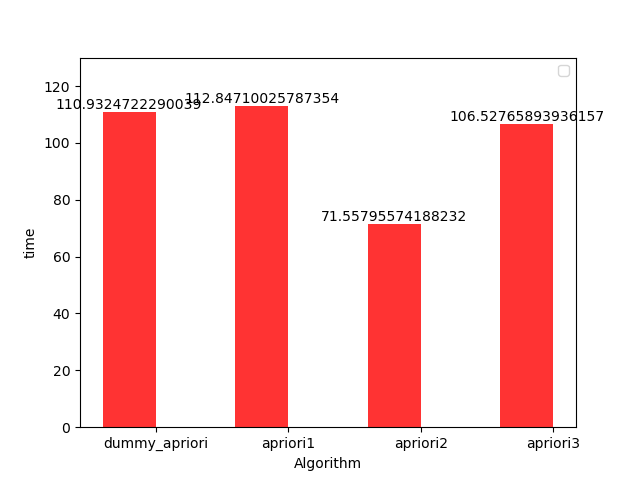 110.9324722290039
112.84710025787354
71.55795574188232
106.52765893936157
120
100
80
60
40
20
0
time
dummy_apriori
apriori1
apriori2
apriori3
Algorithm